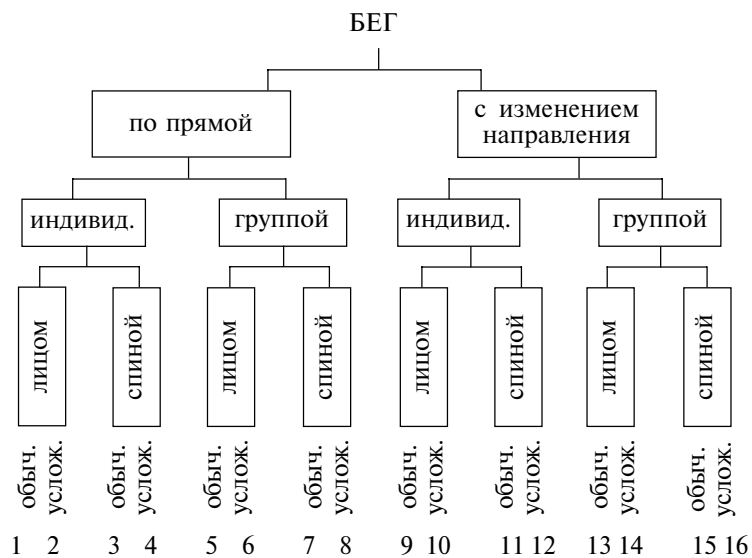 БЕГ
по прямой
с изменением
направления
индивид.
группой
индивид.
группой
лицом
спиной
лицом
спиной
лицом
спиной
лицом
спиной
обыч.
услож.
обыч.
услож.
обыч.
услож.
обыч.
услож.
обыч.
услож.
обыч.
услож.
обыч.
услож.
обыч.
услож.
1 2 3 4 5 6 7 8 9 10 11 12 13 14 15 16